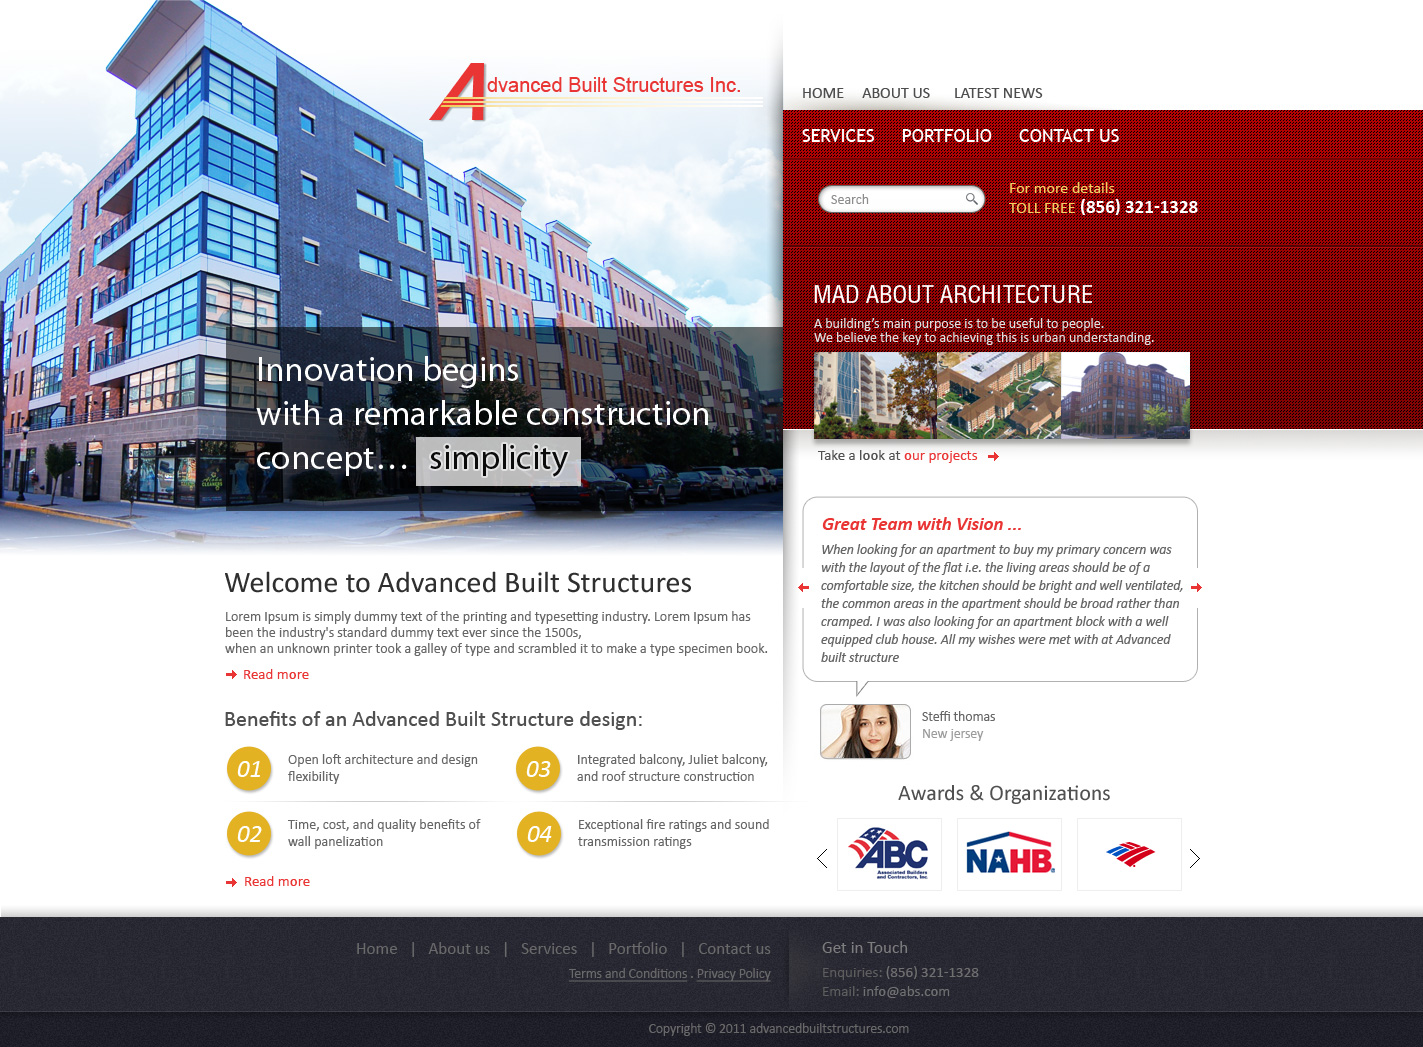 Advanced Built Structures Inc.
HOME ABOUT US LATEST NEWS
SERVICES PORTFOLIO CONTACT US
Search
For more details
TOLL FREE (856) 321-1328
MAD ABOUT ARCHITECTURE
A building's main purpose is to be useful to people.
We believe the key to achieving this is urban understanding.
Take a look at our projects
Innovation begins
with a remarkable construction
concept... simplicity
Welcome to Advanced Built Structures
Lorem Ipsum is simply dummy text of the printing and typesetting industry. Lorem Ipsum has
been the industry's standard dummy text ever since the 1500s,
when an unknown printer took a galley of type and scrambled it to make a type specimen book.
Read more
Benefits of an Advanced Built Structure design:
01 Open loft architecture and design
flexibility
03 Integrated balcony, Juliet balcony,
and roof structure construction
02 Time, cost, and quality benefits of
wall panelization
04 Exceptional fire ratings and sound
transmission ratings
Read more
Great Team with Vision ...
When looking for an apartment to buy my primary concern was
with the layout of the flat i.e. the living areas should be of a
comfortable size, the kitchen should be bright and well ventilated,
the common areas in the apartment should be broad rather than
cramped. I was also looking for an apartment block with a well
equipped club house. All my wishes were met with at Advanced
built structure
Steffi thomas
New jersey
Awards & Organizations
ABC
Associated Builders
and Contractors, Inc.
NAHB
Home | About us | Services | Portfolio | Contact us
Terms and Conditions . Privacy Policy
Get in Touch
Enquiries: (856) 321-1328
Email: info@abs.com
Copyright © 2011 advancedbuiltstructures.com